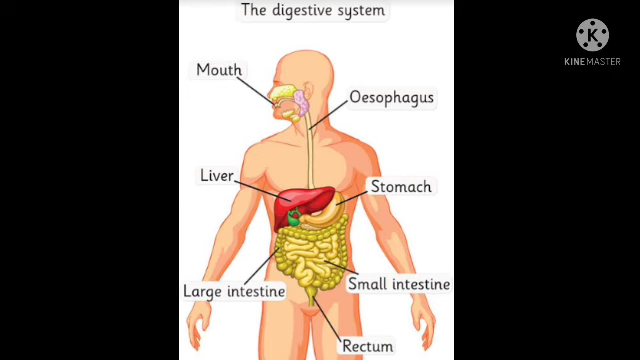 The digestive system
K
KINEMASTER
Mouth
Oesophagus
Liver
Stomach
Large intestine
Small intestine
Rectum